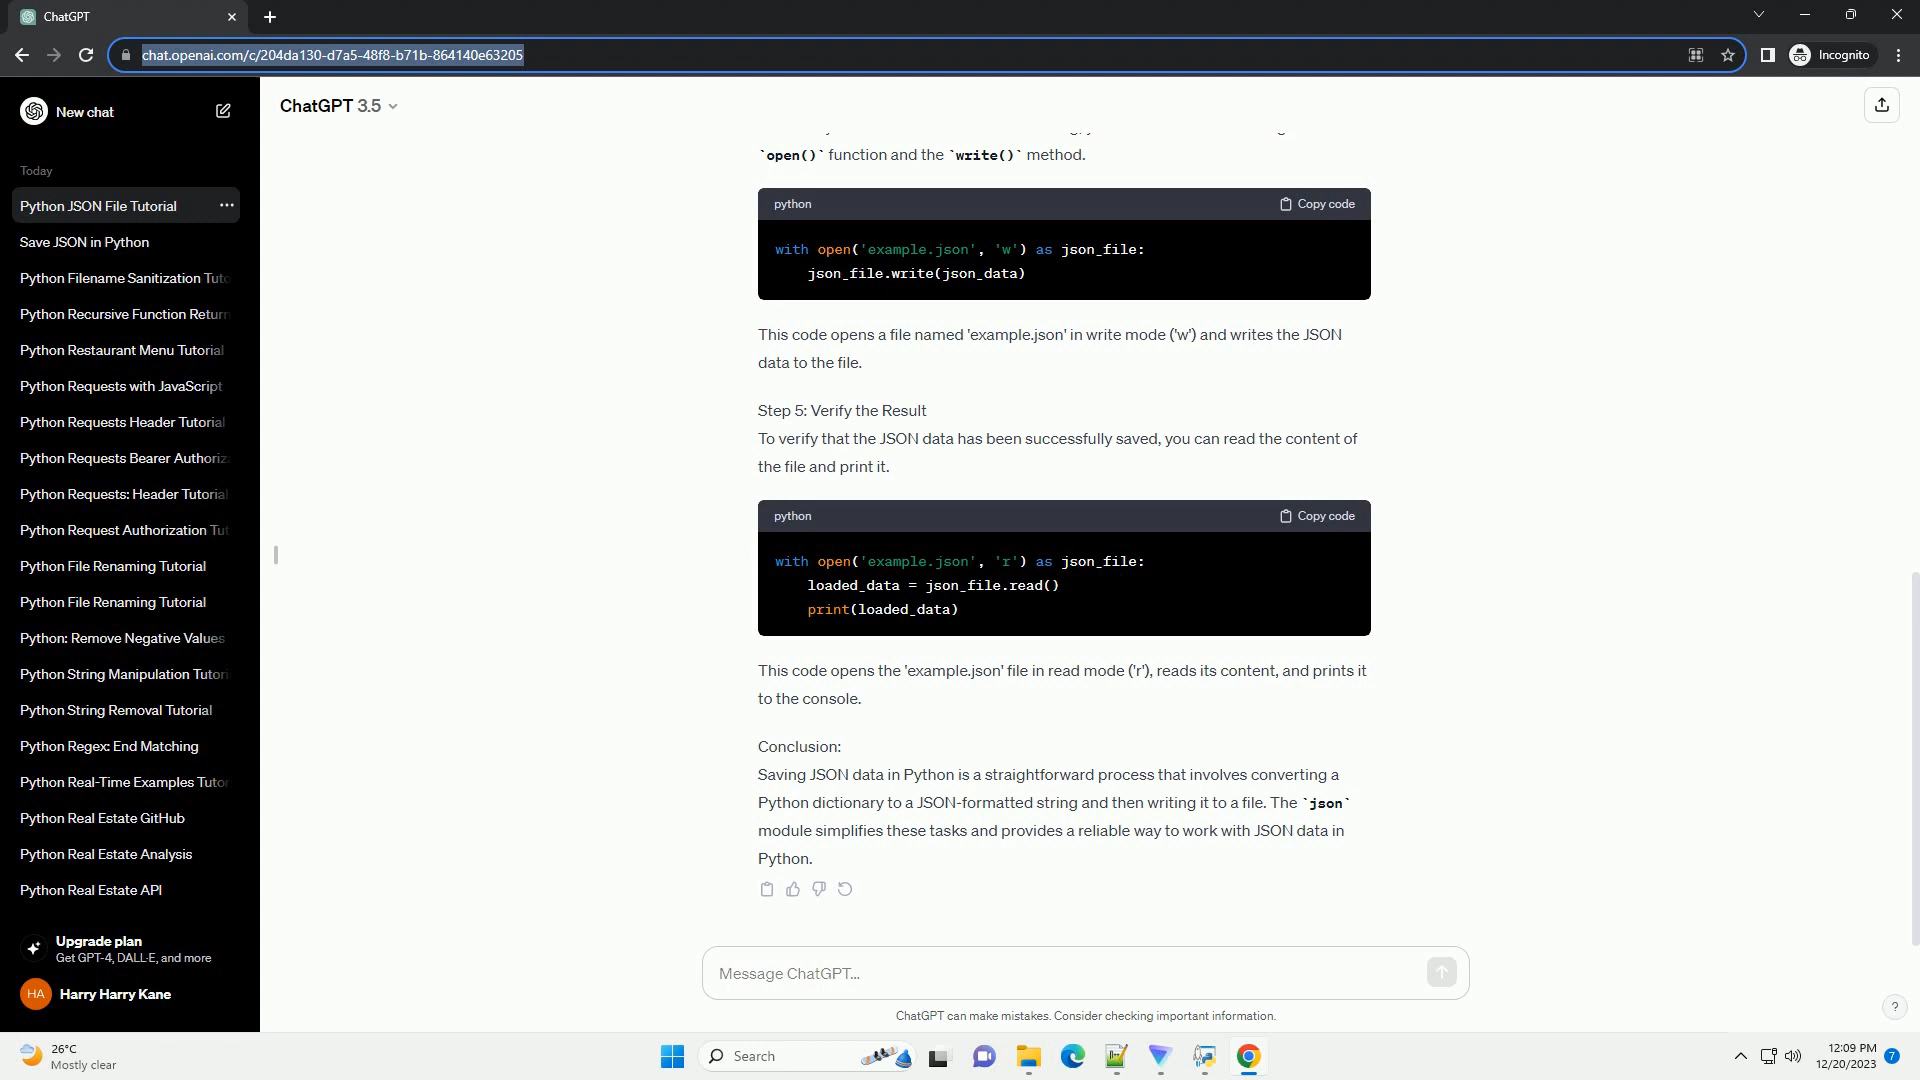 ChatGPT
chat.openai.com/c/204da130-d7a5-48f8-b71b-864140e63205
Incognito
New chat
Today
Python JSON File Tutorial
Save JSON in Python
Python Filename Sanitization Tuto
Python Recursive Function Return
Python Restaurant Menu Tutorial
Python Requests with JavaScript
Python Requests Header Tutorial
Python Requests Bearer Authoriz
Python Requests: Header Tutorial
Python Request Authorization Tut
Python File Renaming Tutorial
Python File Renaming Tutorial
Python: Remove Negative Values
Python String Manipulation Tutori
Python String Removal Tutorial
Python Regex: End Matching
Python Real-Time Examples Tutor
Python Real Estate GitHub
Python Real Estate Analysis
Python Real Estate API
Upgrade plan
Get GPT-4, DALL·E, and more
HA Harry Harry Kane
ChatGPT 3.5
`open()` function and the `write()` method.
python Copy code
with open('example.json', 'w') as json_file:
    json_file.write(json_data)
This code opens a file named 'example.json' in write mode ('w') and writes the JSON
data to the file.
Step 5: Verify the Result
To verify that the JSON data has been successfully saved, you can read the content of
the file and print it.
python Copy code
with open('example.json', 'r') as json_file:
    loaded_data = json_file.read()
    print(loaded_data)
This code opens the 'example.json' file in read mode ('r'), reads its content, and prints it
to the console.
Conclusion:
Saving JSON data in Python is a straightforward process that involves converting a
Python dictionary to a JSON-formatted string and then writing it to a file. The `json`
module simplifies these tasks and provides a reliable way to work with JSON data in
Python.
Message ChatGPT...
ChatGPT can make mistakes. Consider checking important information.
?
26°C
Mostly clear
Search
12:09 PM
12/20/2023
7